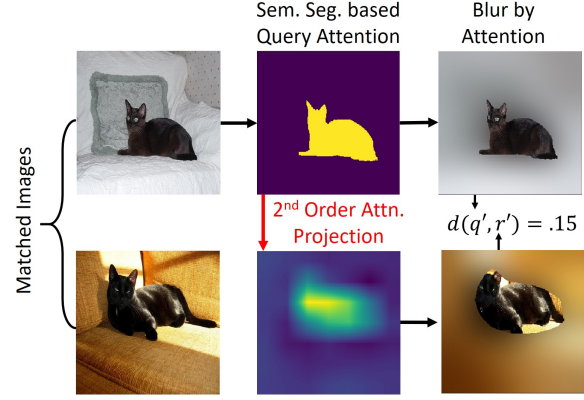 Sem. Seg. based
Query Attention
Blur by
Attention
Matched Images
2nd Order Attn.
Projection
d(q′, r′) = .15